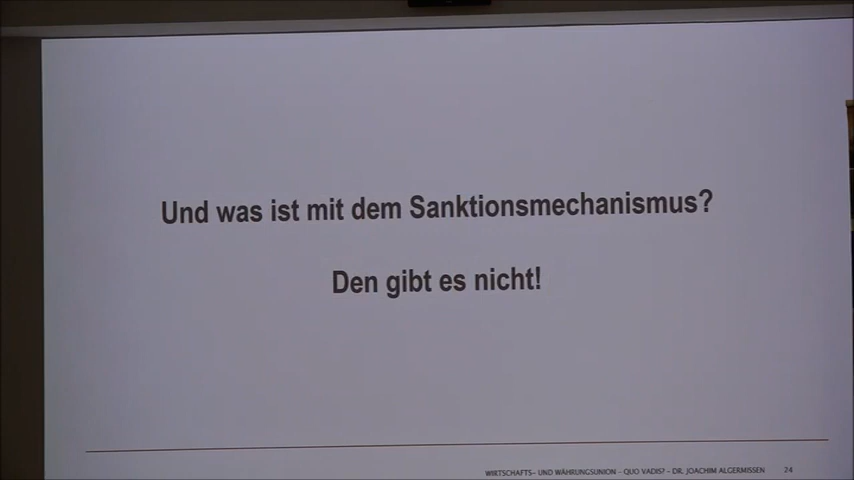 Und was ist mit dem Sanktionsmechanismus?
Den gibt es nicht!
WIRTSCHAFTS- UND WÄHRUNGSUNION – QUO VADIS? – DR. JOACHIM ALGERMISSEN 24